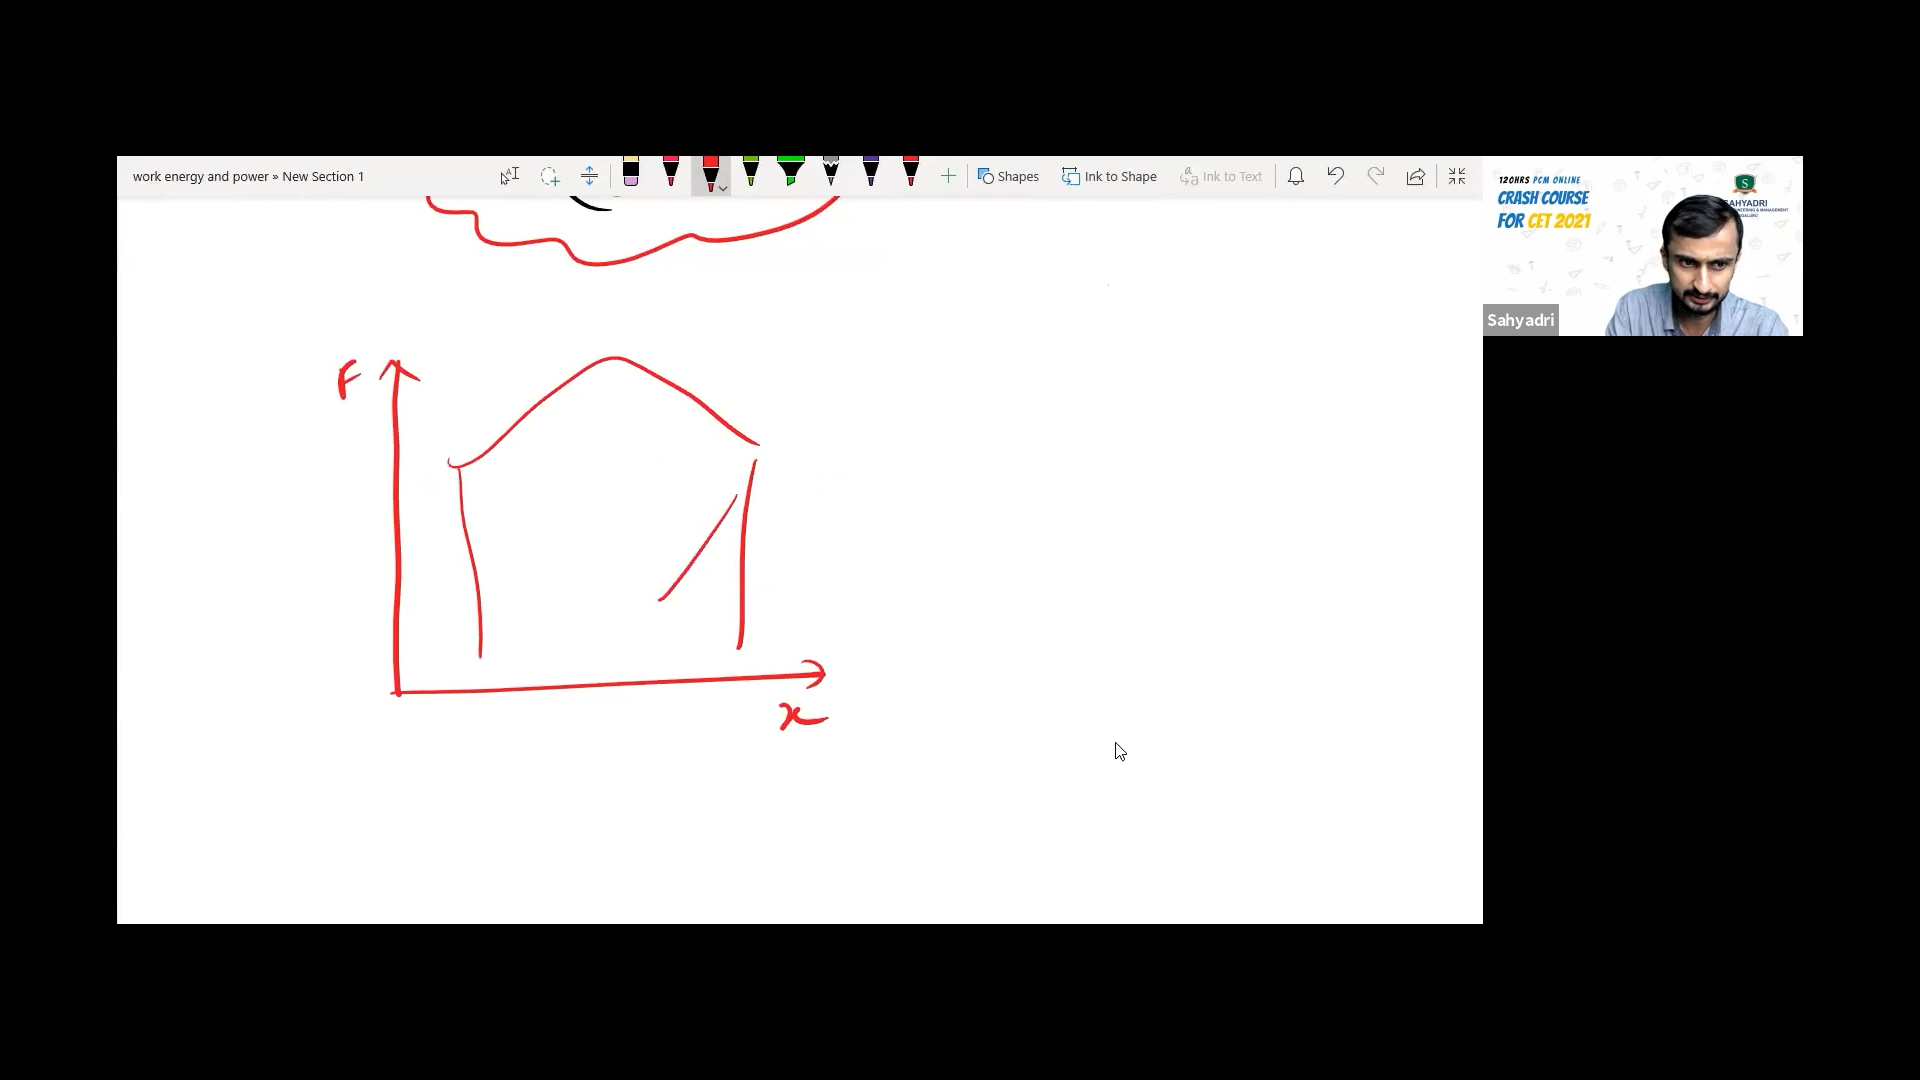 work energy and power » New Section 1
Shapes
Ink to Shape
Ink to Text
120HRS PCM ONLINE
CRASH COURSE
FOR CET 2021
S
SAHYADRI
Sahyadri
F
x